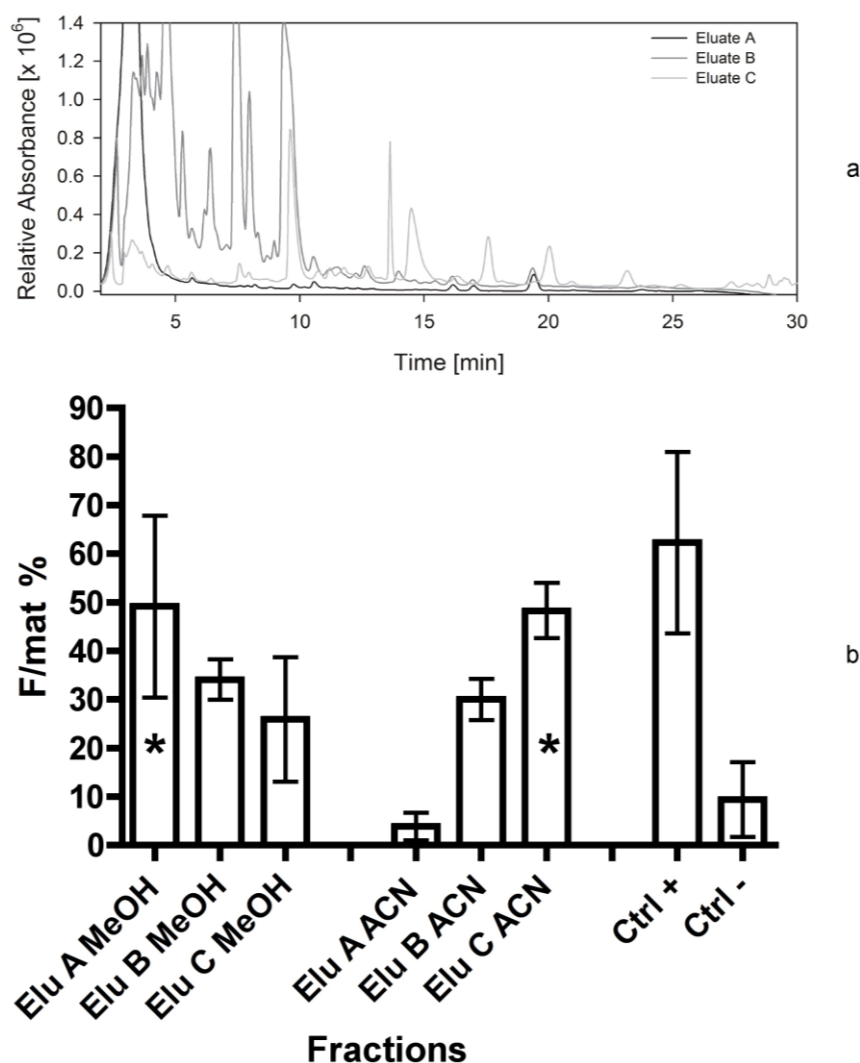 1.4
1.2
1.0
0.8
0.6
0.4
0.2
0.0
Relative Absorbance [x 10⁶]
Eluate A
Eluate B
Eluate C
5
10
15
20
25
30
Time [min]
a
90
80
70
60
50
40
30
20
10
0
F/mat %
*
*
Elu A MeOH
Elu B MeOH
Elu C MeOH
Elu A ACN
Elu B ACN
Elu C ACN
Ctrl +
Ctrl -
Fractions
b